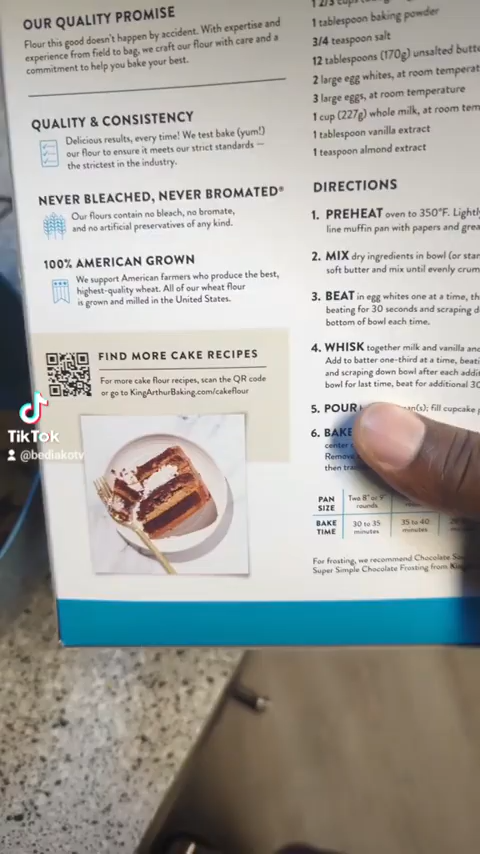 OUR QUALITY PROMISE
Flour this good doesn't happen by accident. With expertise and
experience from field to bag, we craft our flour with care and a
commitment to help you bake your best.
QUALITY & CONSISTENCY
Delicious results, every time! We test bake (yum!)
our flour to ensure it meets our strict standards —
the strictest in the industry.
NEVER BLEACHED, NEVER BROMATED®
Our flours contain no bleach, no bromate,
and no artificial preservatives of any kind.
100% AMERICAN GROWN
We support American farmers who produce the best,
highest-quality wheat. All of our wheat flour
is grown and milled in the United States.
FIND MORE CAKE RECIPES
For more cake flour recipes, scan the QR code
or go to KingArthurBaking.com/cakeflour
1 tablespoon baking powder
3/4 teaspoon salt
12 tablespoons (170g) unsalted
2 large egg whites, at room
3 large eggs, at room temperature
1 cup (227g) whole milk, at room
1 tablespoon vanilla extract
1 teaspoon almond extract
DIRECTIONS
1. PREHEAT oven to 350°F.
line muffin pan with papers and
2. MIX dry ingredients in bowl (or
soft butter and mix until evenly
3. BEAT in egg whites one at a time,
beating for 30 seconds and scraping
bottom of bowl each time.
4. WHISK together milk and vanilla
Add to batter one-third at a time,
and scraping down bowl after each
bowl for last time, beat for additional
5. POUR fill cupcake
6. BAKE
center
then
PAN SIZE
Two 8" or 9" rounds
BAKE TIME
30 to 35 minutes
35 to 40 minutes
For frosting, we recommend Chocolate
Super Simple Chocolate Frosting from
TikTok
@bediakotv